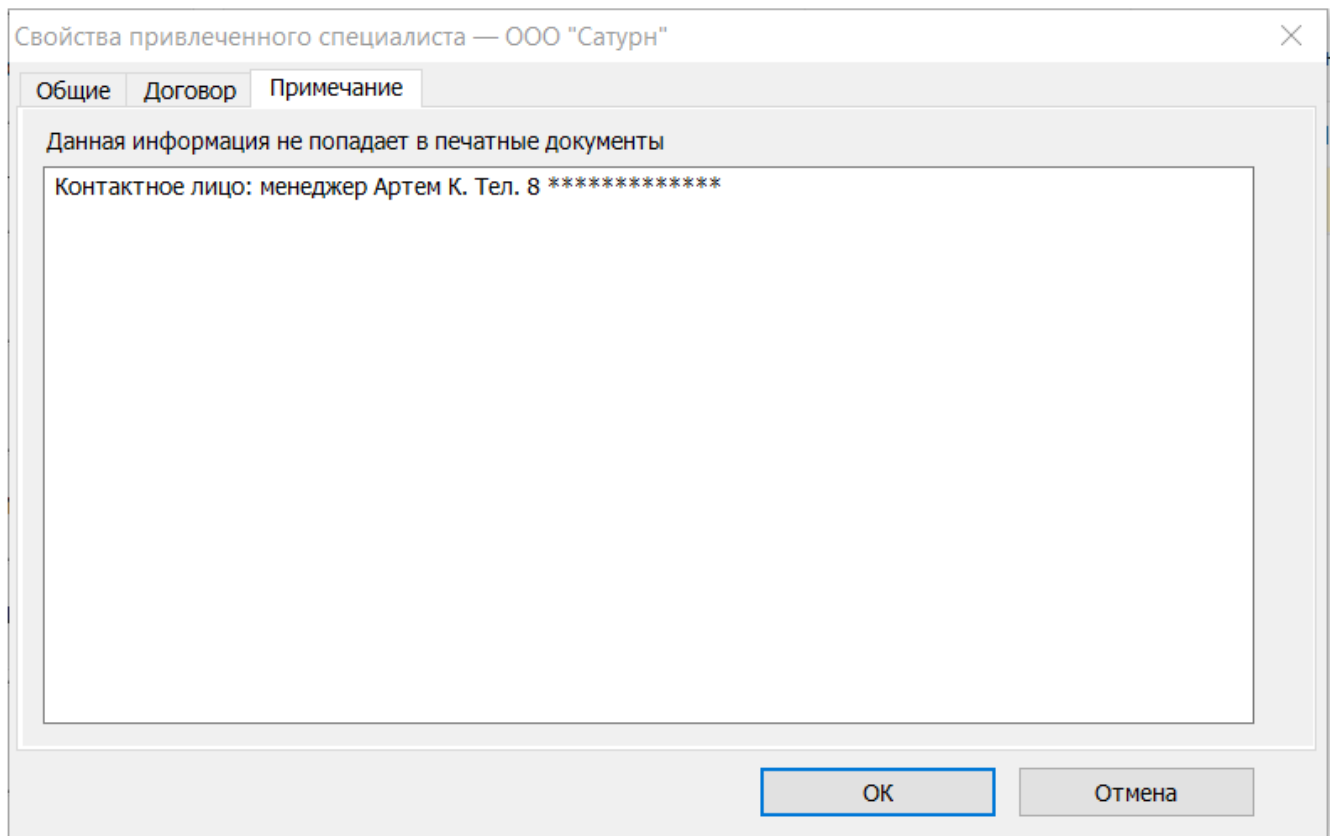 Свойства привлеченного специалиста — ООО "Сатурн"
Общие Договор Примечание
Данная информация не попадает в печатные документы
Контактное лицо: менеджер Артем К. Тел. 8 *************
ОК Отмена